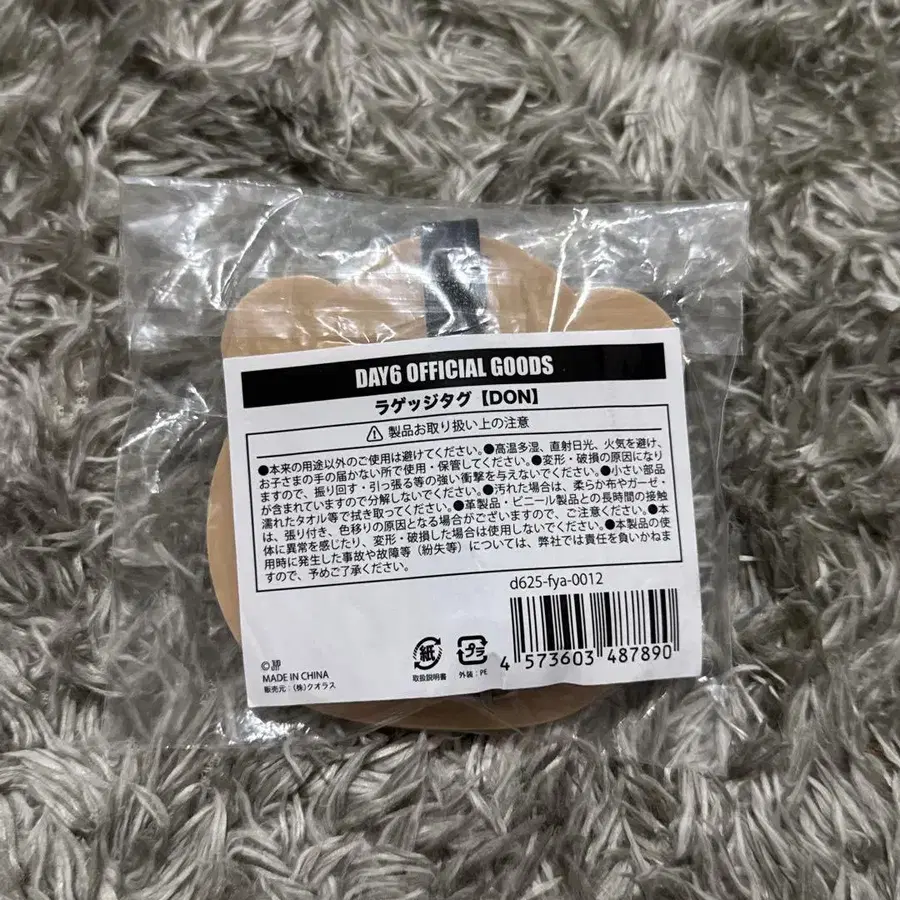 DAY6 OFFICIAL GOODS
ラゲッジタグ【DON】
製品お取り扱い上の注意
●本来の用途以外のご使用は避けてください。●高温多湿、直射日光、火気を避け、
お子さまの手の届かない所で使用・保管してください。●変形・破損の原因になり
ますので、振り回す・引っ張る等の強い衝撃を与えないでください。●小さい部品
が含まれていますので分解しないでください。●汚れた場合は、柔らか布やガーゼ・
濡れたタオル等で拭き取ってください。●革製品・ビニール製品との長時間の接触
は、張り付き、色移りの原因となる場合がございますので、ご注意ください。●本製品の使
体に異常を感じたり、変形・破損した場合は使用しないでください。
用時に発生した事故や故障等（紛失等）については、弊社では責任を負いかねま
すので、予めご了承ください。
d625-fya-0012
4 573603 487890
© JYP
MADE IN CHINA
販売元：(株)クオラス
紙
取扱説明書
プラ
外装：PE